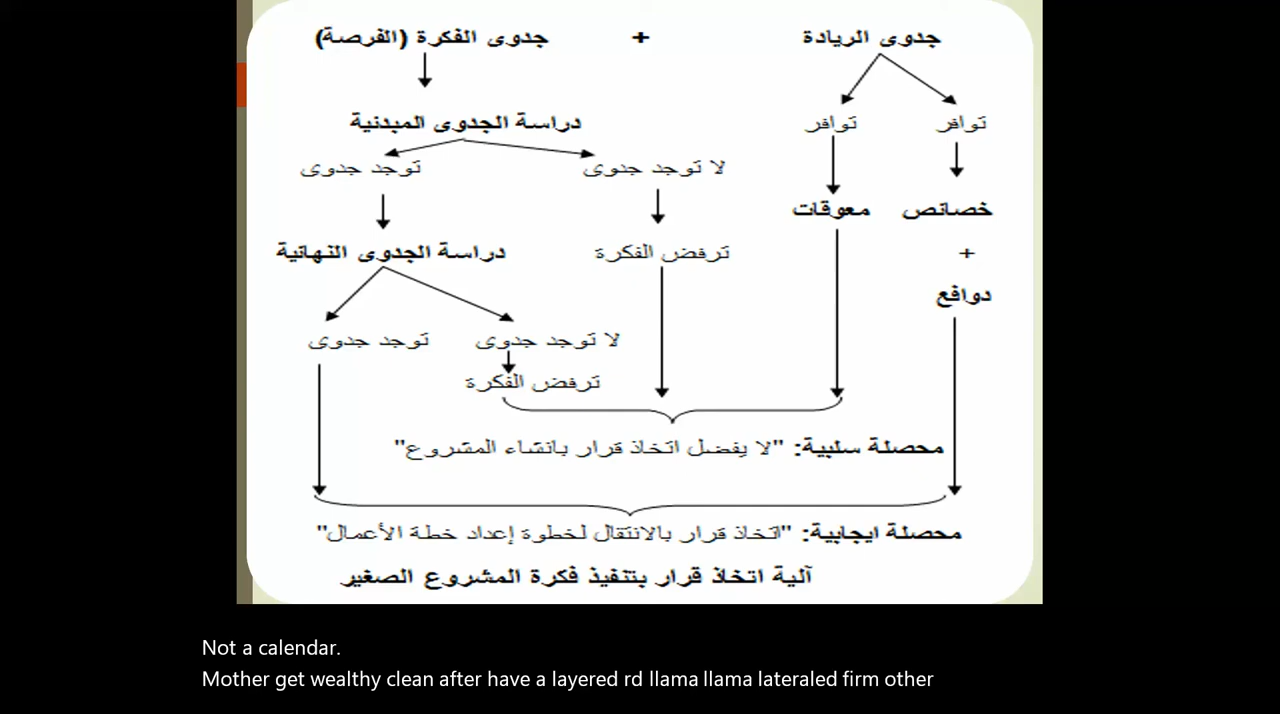 جدوى الريادة + جدوى الفكرة (الفرصة)
توافر توافر دراسة الجدوى المبدئية
لا توجد جدوى توجد جدوى
خصائص معوقات
+ ترفض الفكرة دراسة الجدوى النهائية
دوافع
لا توجد جدوى توجد جدوى
ترفض الفكرة
محصلة سلبية: "لا يفضل اتخاذ قرار بانشاء المشروع"
محصلة ايجابية: "اتخاذ قرار بالانتقال لخطوة إعداد خطة الأعمال"
آلية اتخاذ قرار بتنفيذ فكرة المشروع الصغير
Not a calendar.
Mother get wealthy clean after have a layered rd llama llama lateraled firm other